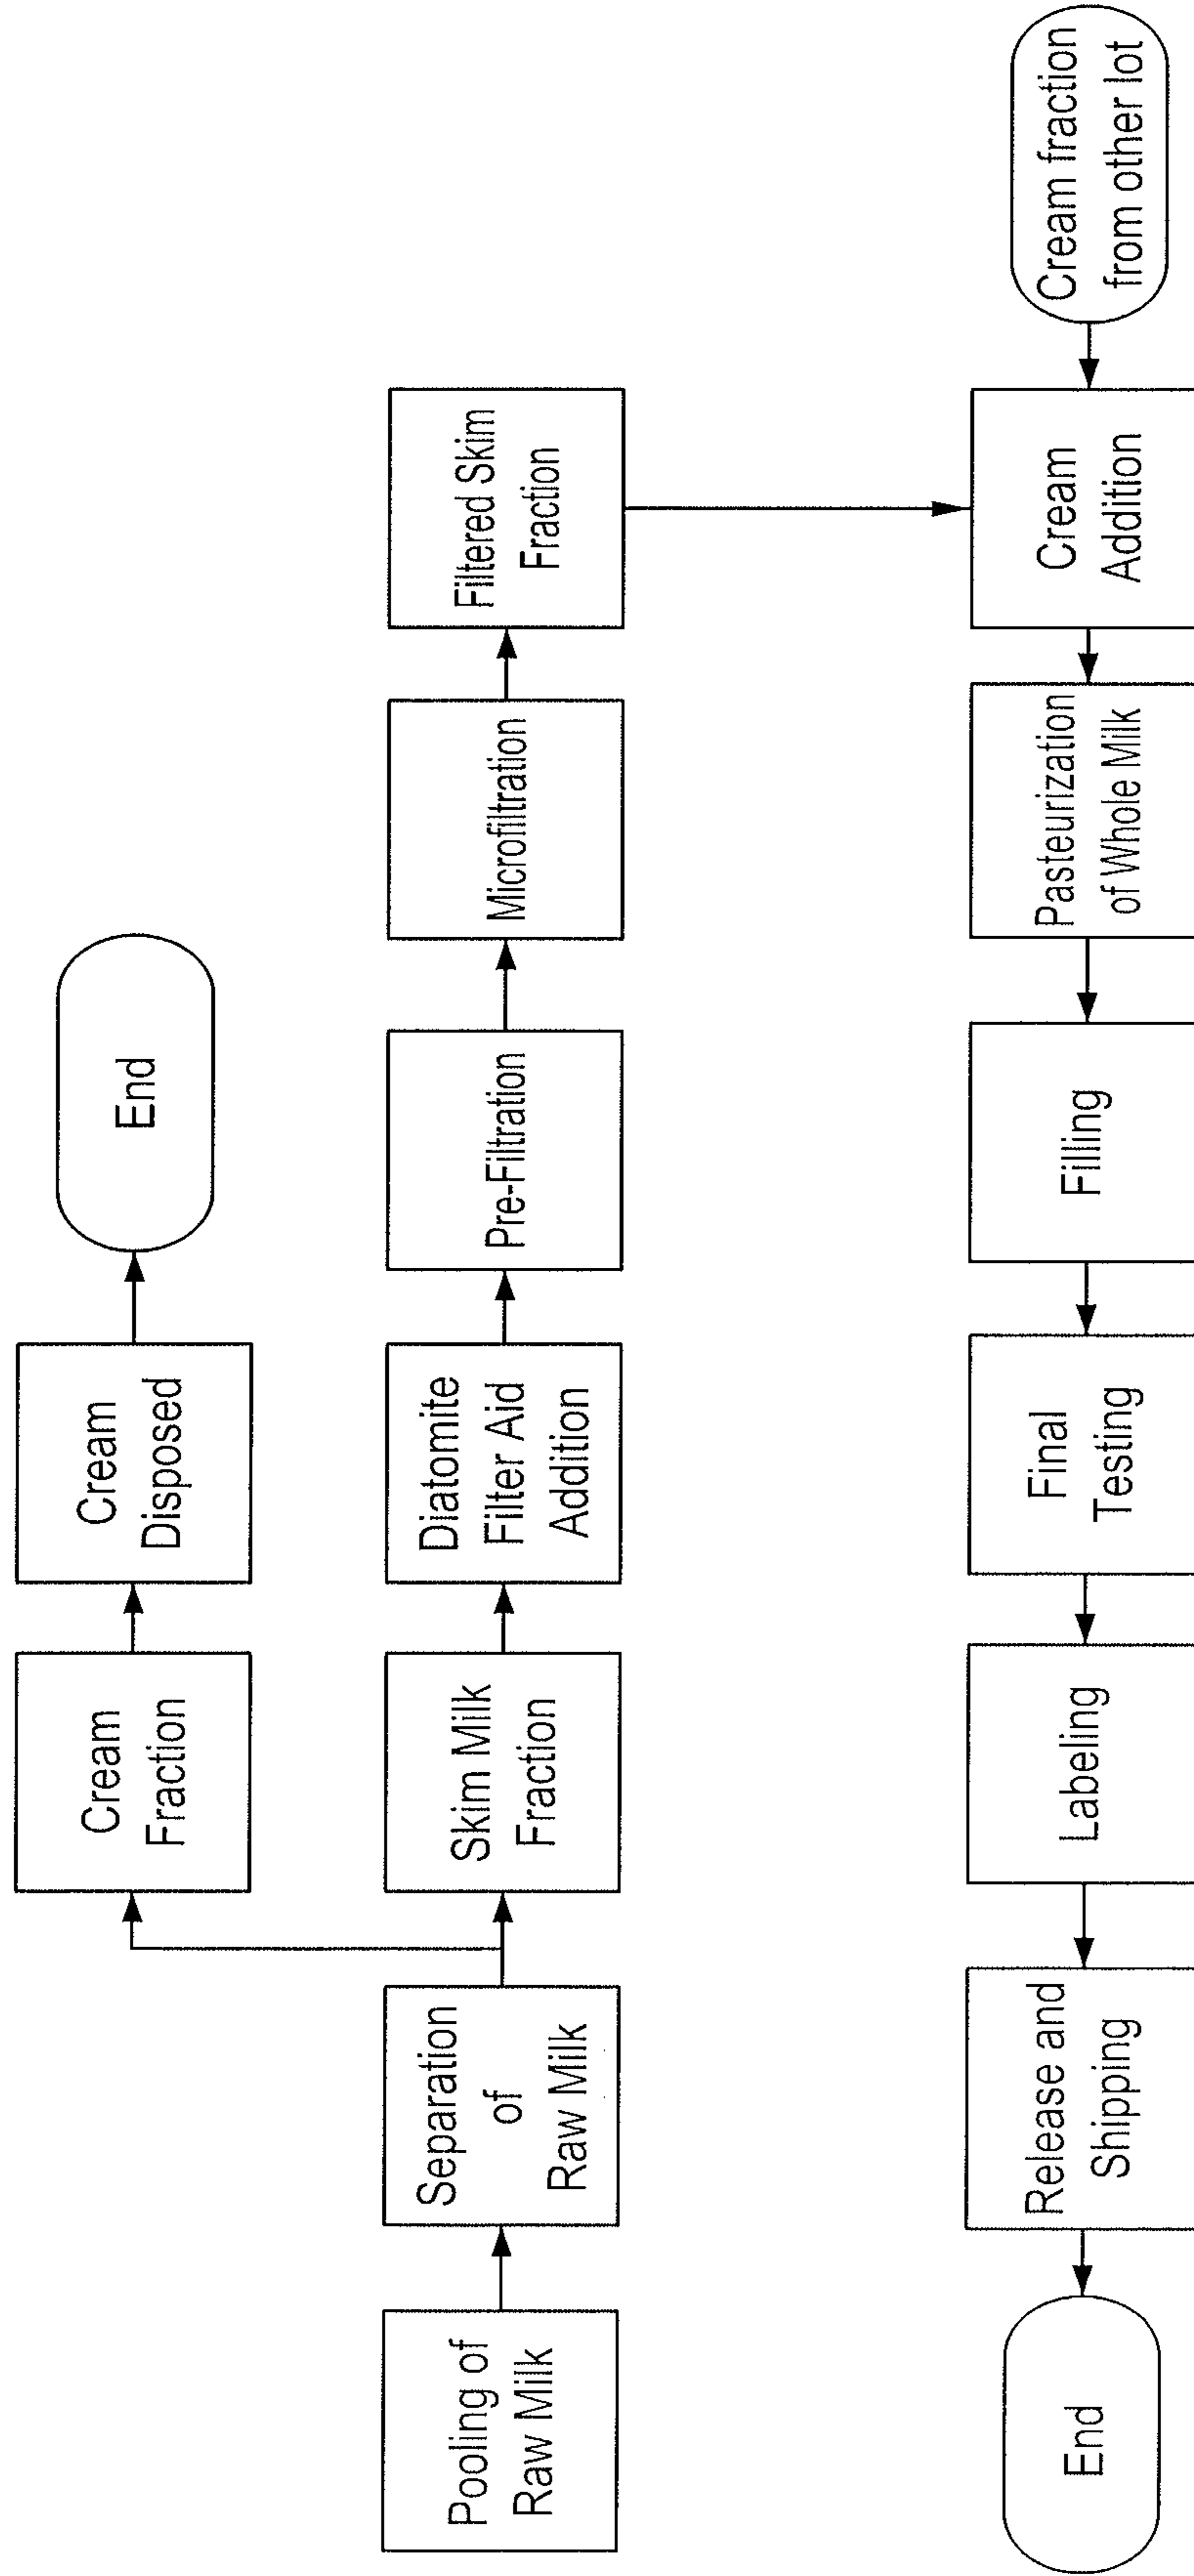 Cream
Fraction
Cream
Disposed
End
Pooling of
Raw Milk
Separation
of
Raw Milk
Skim Milk
Fraction
Diatomite
Filter Aid
Addition
Pre-Filtration
Microfiltration
Filtered Skim
Fraction
End
Release and
Shipping
Labeling
Final
Testing
Filling
Pasteurization
of Whole Milk
Cream
Addition
Cream fraction
from other lot